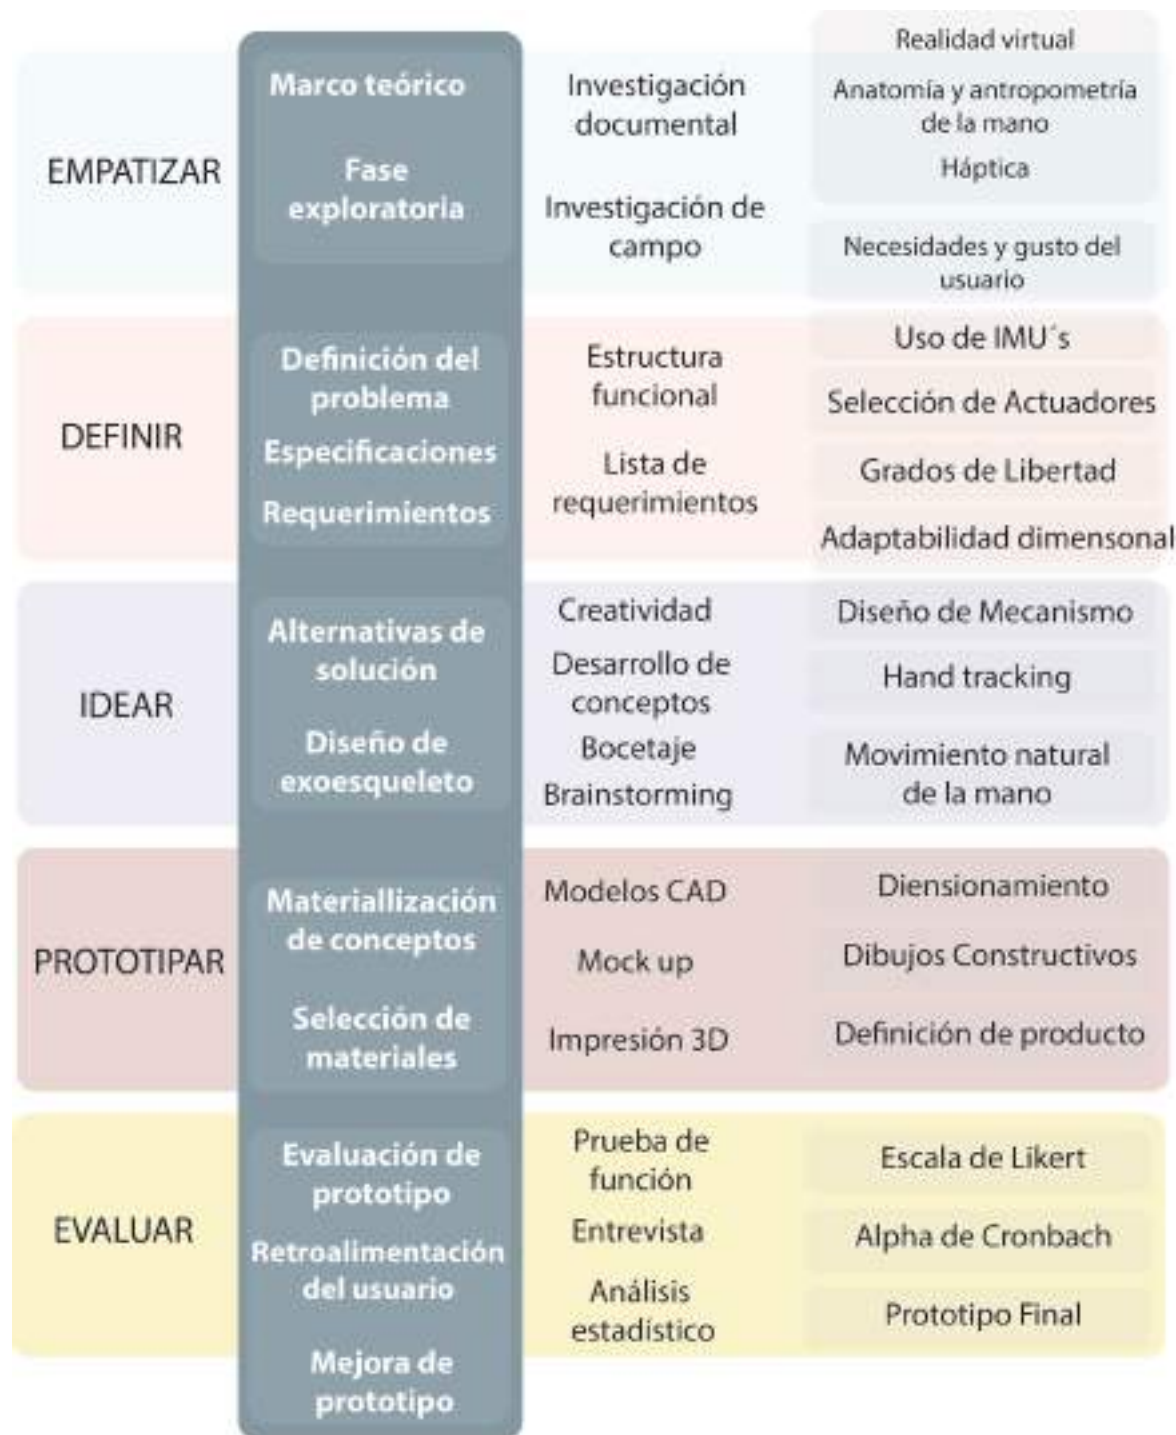 EMPATIZAR
Marco teórico
Fase
exploratoria
Investigación
documental
Investigación de
campo
Realidad virtual
Anatomía y antropometría
de la mano
Háptica
Necesidades y gusto del
usuario
DEFINIR
Definición del
problema
Especificaciones
Requerimientos
Estructura
funcional
Lista de
requerimientos
Uso de IMU´s
Selección de Actuadores
Grados de Libertad
Adaptabilidad dimensonal
IDEAR
Alternativas de
solución
Diseño de
exoesqueleto
Creatividad
Desarrollo de
conceptos
Bocetaje
Brainstorming
Diseño de Mecanismo
Hand tracking
Movimiento natural
de la mano
PROTOTIPAR
Materiallización
de conceptos
Selección de
materiales
Modelos CAD
Mock up
Impresión 3D
Diensionamiento
Dibujos Constructivos
Definición de producto
EVALUAR
Evaluación de
prototipo
Retroalimentación
del usuario
Mejora de
prototipo
Prueba de
función
Entrevista
Análisis
estadístico
Escala de Likert
Alpha de Cronbach
Prototipo Final